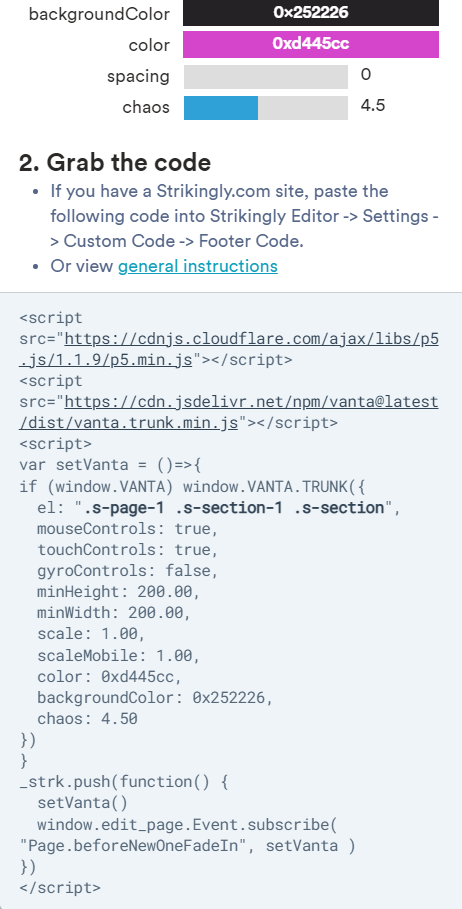 backgroundColor 0×252226
color 0xd445cc
spacing 0
chaos 4.5
2. Grab the code
• If you have a Strikingly.com site, paste the
following code into Strikingly Editor -> Settings -
> Custom Code -> Footer Code.
• Or view general instructions
<script
src="https://cdnjs.cloudflare.com/ajax/libs/p5
.js/1.1.9/p5.min.js"></script>
<script
src="https://cdn.jsdelivr.net/npm/vanta@latest
/dist/vanta.trunk.min.js"></script>
<script>
var setVanta = ()=>{
if (window.VANTA) window.VANTA.TRUNK({
  el: ".s-page-1 .s-section-1 .s-section",
  mouseControls: true,
  touchControls: true,
  gyroControls: false,
  minHeight: 200.00,
  minWidth: 200.00,
  scale: 1.00,
  scaleMobile: 1.00,
  color: 0xd445cc,
  backgroundColor: 0x252226,
  chaos: 4.50
})
}
_strk.push(function() {
  setVanta()
  window.edit_page.Event.subscribe(
"Page.beforeNewOneFadeIn", setVanta )
})
</script>